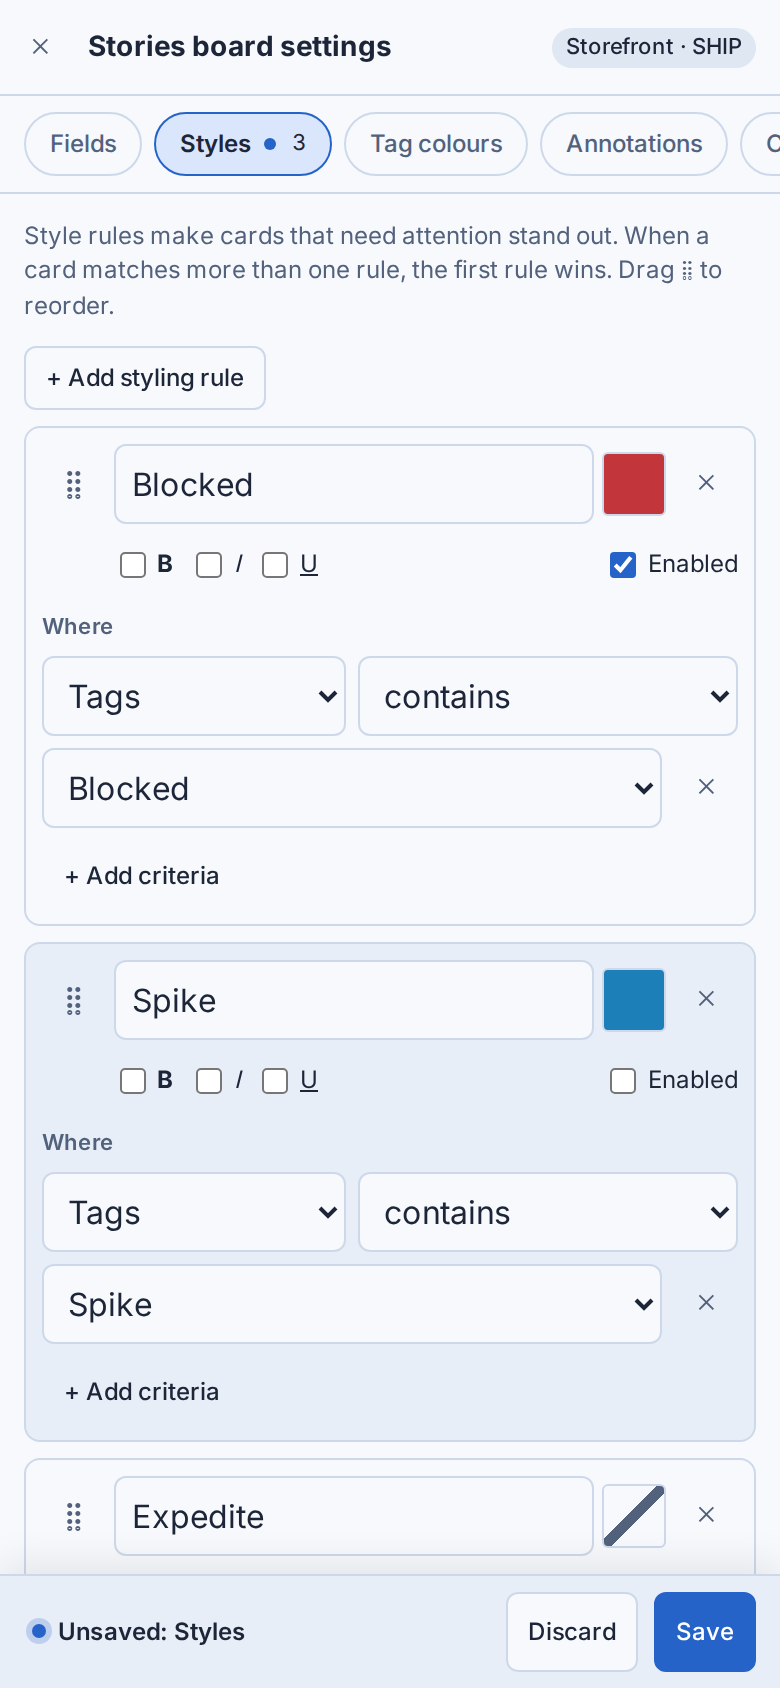 Stories board settings
Storefront · SHIP
Fields
Styles 3
Tag colours
Annotations
Style rules make cards that need attention stand out. When a
card matches more than one rule, the first rule wins. Drag ⣿ to
reorder.
+ Add styling rule
Blocked
B
I
U
Enabled
Where
Tags
contains
Blocked
+ Add criteria
Spike
B
I
U
Enabled
Where
Tags
contains
Spike
+ Add criteria
Expedite
Unsaved: Styles
Discard
Save